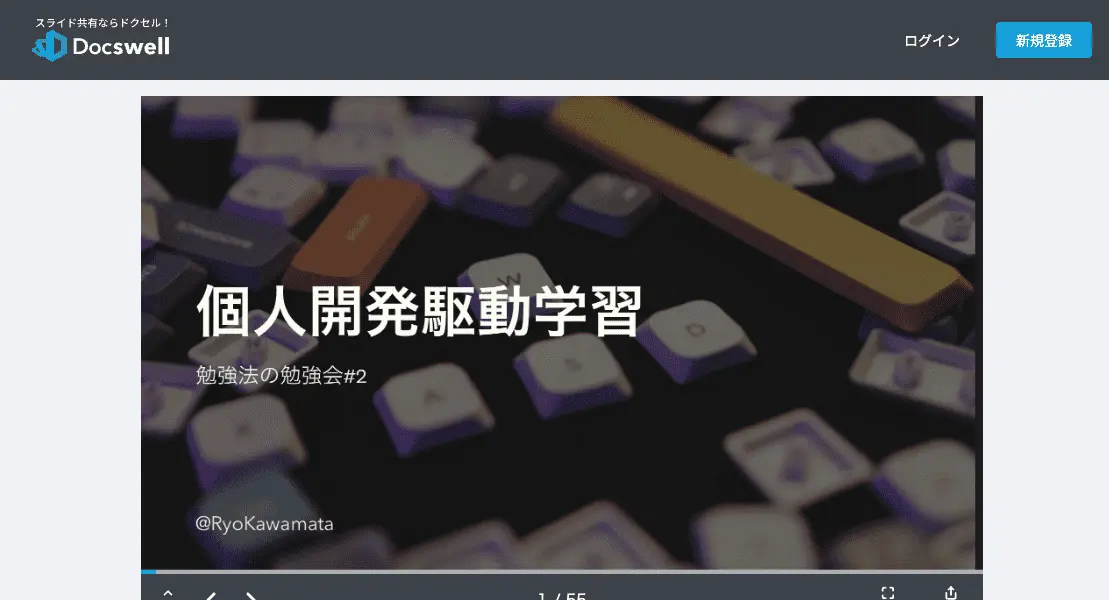 スライド共有ならドクセル！
Docswell
ログイン
新規登録
W
D
S
A
個人開発駆動学習
勉強法の勉強会#2
@RyoKawamata
1 / 55